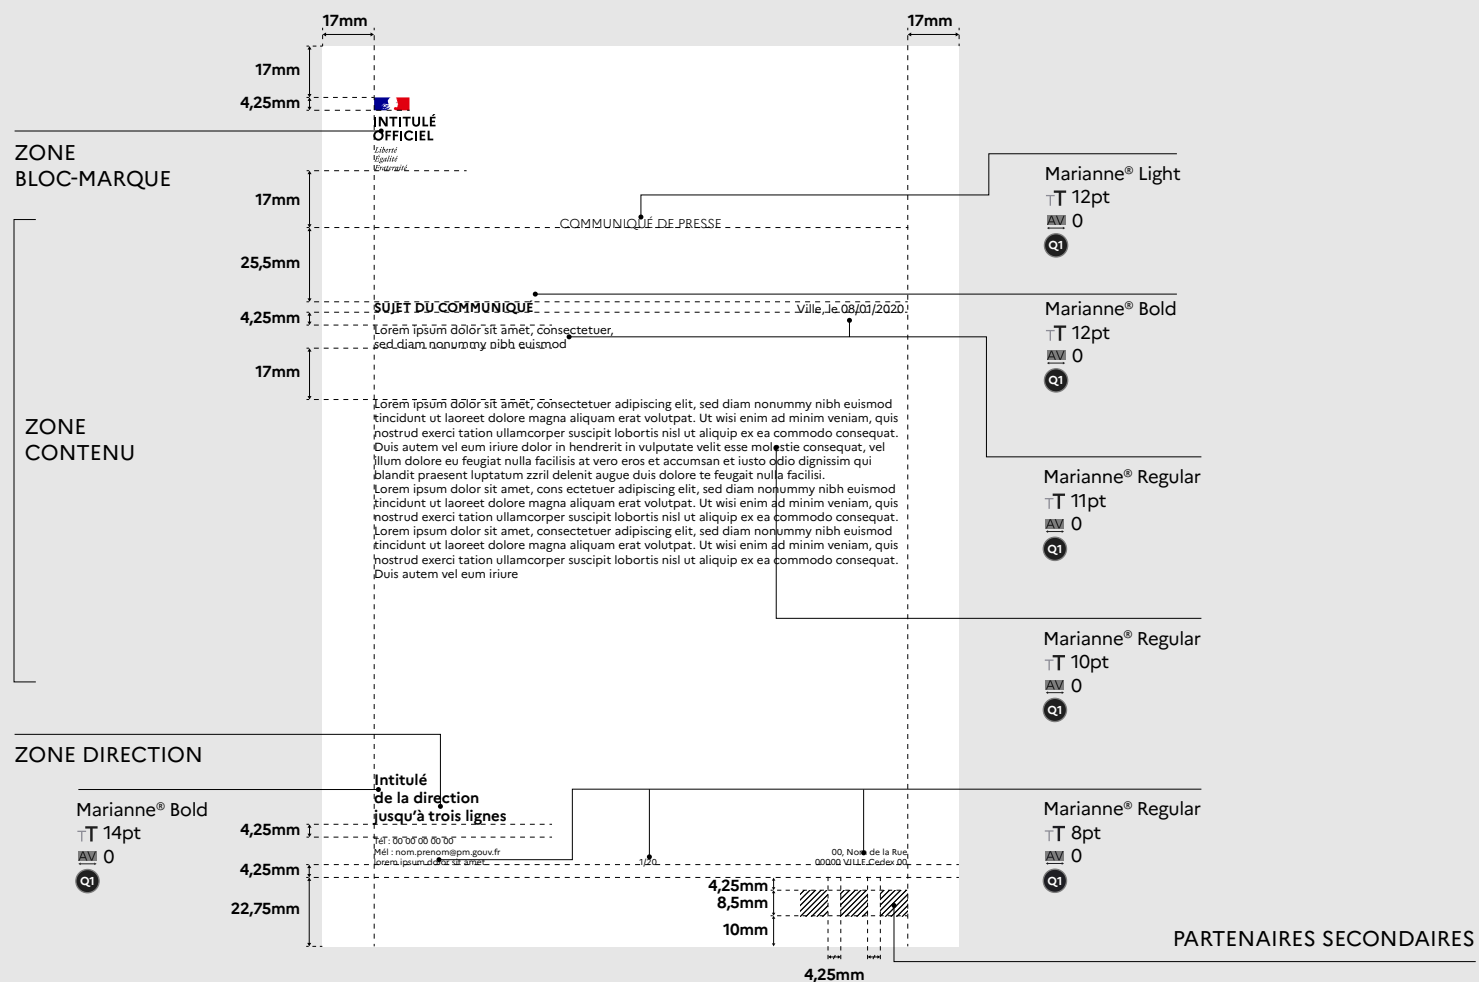 17mm
17mm
17mm
4,25mm
INTITULÉ
OFFICIEL
Liberté
Égalité
Fraternité
ZONE
BLOC-MARQUE
17mm
COMMUNIQUÉ DE PRESSE
Marianne® Light
TT 12pt
AV 0
Q1
25,5mm
SUJET DU COMMUNIQUÉ
Ville, le 08/01/2020
4,25mm
Lorem ipsum dolor sit amet, consectetuer,
sed diam nonummy nibh euismod
Marianne® Bold
TT 12pt
AV 0
Q1
17mm
ZONE
CONTENU
Lorem ipsum dolor sit amet, consectetuer adipiscing elit, sed diam nonummy nibh euismod
tincidunt ut laoreet dolore magna aliquam erat volutpat. Ut wisi enim ad minim veniam, quis
nostrud exerci tation ullamcorper suscipit lobortis nisl ut aliquip ex ea commodo consequat.
Duis autem vel eum iriure dolor in hendrerit in vulputate velit esse molestie consequat, vel
illum dolore eu feugiat nulla facilisis at vero eros et accumsan et iusto odio dignissim qui
blandit praesent luptatum zzril delenit augue duis dolore te feugait nulla facilisi.
Lorem ipsum dolor sit amet, cons ectetuer adipiscing elit, sed diam nonummy nibh euismod
tincidunt ut laoreet dolore magna aliquam erat volutpat. Ut wisi enim ad minim veniam, quis
nostrud exerci tation ullamcorper suscipit lobortis nisl ut aliquip ex ea commodo consequat.
Lorem ipsum dolor sit amet, consectetuer adipiscing elit, sed diam nonummy nibh euismod
tincidunt ut laoreet dolore magna aliquam erat volutpat. Ut wisi enim ad minim veniam, quis
nostrud exerci tation ullamcorper suscipit lobortis nisl ut aliquip ex ea commodo consequat.
Duis autem vel eum iriure
Marianne® Regular
TT 11pt
AV 0
Q1
Marianne® Regular
TT 10pt
AV 0
Q1
ZONE DIRECTION
Intitulé
de la direction
jusqu'à trois lignes
Marianne® Bold
TT 14pt
AV 0
Q1
4,25mm
Tél : 00 00 00 00 00
Mél : nom.prenom@pm.gouv.fr
lorem ipsum dolor sit amet
1/20
00, Nom de la Rue
00000 VILLE Cedex 00
Marianne® Regular
TT 8pt
AV 0
Q1
4,25mm
22,75mm
4,25mm
8,5mm
10mm
4,25mm
PARTENAIRES SECONDAIRES